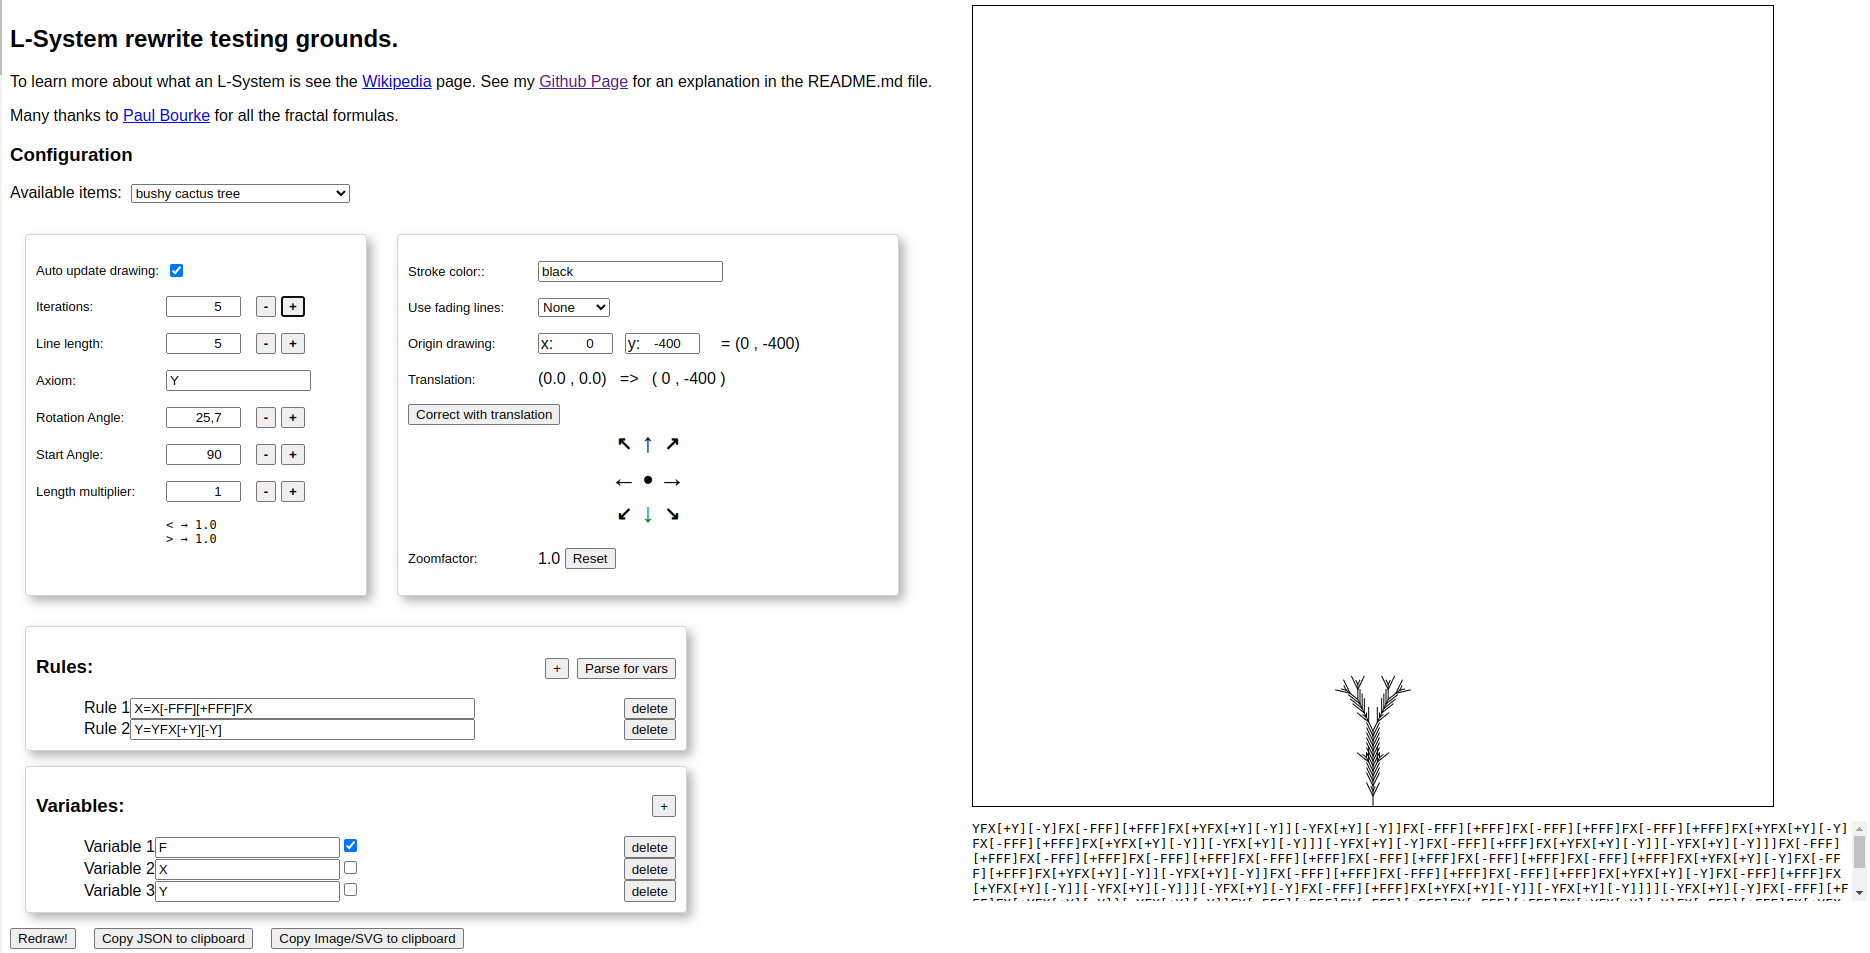 L-System rewrite testing grounds.
To learn more about what an L-System is see the Wikipedia page. See my Github Page for an explanation in the README.md file.
Many thanks to Paul Bourke for all the fractal formulas.
Configuration
Available items: bushy cactus tree
Auto update drawing:
Iterations: 5 - +
Line length: 5 - +
Axiom: Y
Rotation Angle: 25,7 - +
Start Angle: 90 - +
Length multiplier: 1 - +
< → 1.0
> → 1.0
Stroke color:: black
Use fading lines: None
Origin drawing: x: 0 y: -400 = (0 , -400)
Translation: (0.0 , 0.0) => ( 0 , -400 )
Correct with translation
↖ ↑ ↗
← • →
↙ ↓ ↘
Zoomfactor: 1.0 Reset
Rules: + Parse for vars
Rule 1 X=X[-FFF][+FFF]FX delete
Rule 2 Y=YFX[+Y][-Y] delete
Variables: +
Variable 1 F delete
Variable 2 X delete
Variable 3 Y delete
Redraw! Copy JSON to clipboard Copy Image/SVG to clipboard
YFX[+Y][-Y]FX[-FFF][+FFF]FX[+YFX[+Y][-Y]][-YFX[+Y][-Y]]FX[-FFF][+FFF]FX[-FFF][+FFF]FX[-FFF][+FFF]FX[+YFX[+Y][-Y]
FX[-FFF][+FFF]FX[+YFX[+Y][-Y]][-YFX[+Y][-Y]]][-YFX[+Y][-Y]FX[-FFF][+FFF]FX[+YFX[+Y][-Y]][-YFX[+Y][-Y]]]FX[-FFF]
[+FFF]FX[-FFF][+FFF]FX[-FFF][+FFF]FX[-FFF][+FFF]FX[-FFF][+FFF]FX[-FFF][+FFF]FX[-FFF][+FFF]FX[+YFX[+Y][-Y]FX[-FF
F][+FFF]FX[+YFX[+Y][-Y]][-YFX[+Y][-Y]]FX[-FFF][+FFF]FX[-FFF][+FFF]FX[-FFF][+FFF]FX[+YFX[+Y][-Y]FX[-FFF][+FFF]FX
[+YFX[+Y][-Y]][-YFX[+Y][-Y]]][-YFX[+Y][-Y]FX[-FFF][+FFF]FX[+YFX[+Y][-Y]][-YFX[+Y][-Y]]]][-YFX[+Y][-Y]FX[-FFF][+F